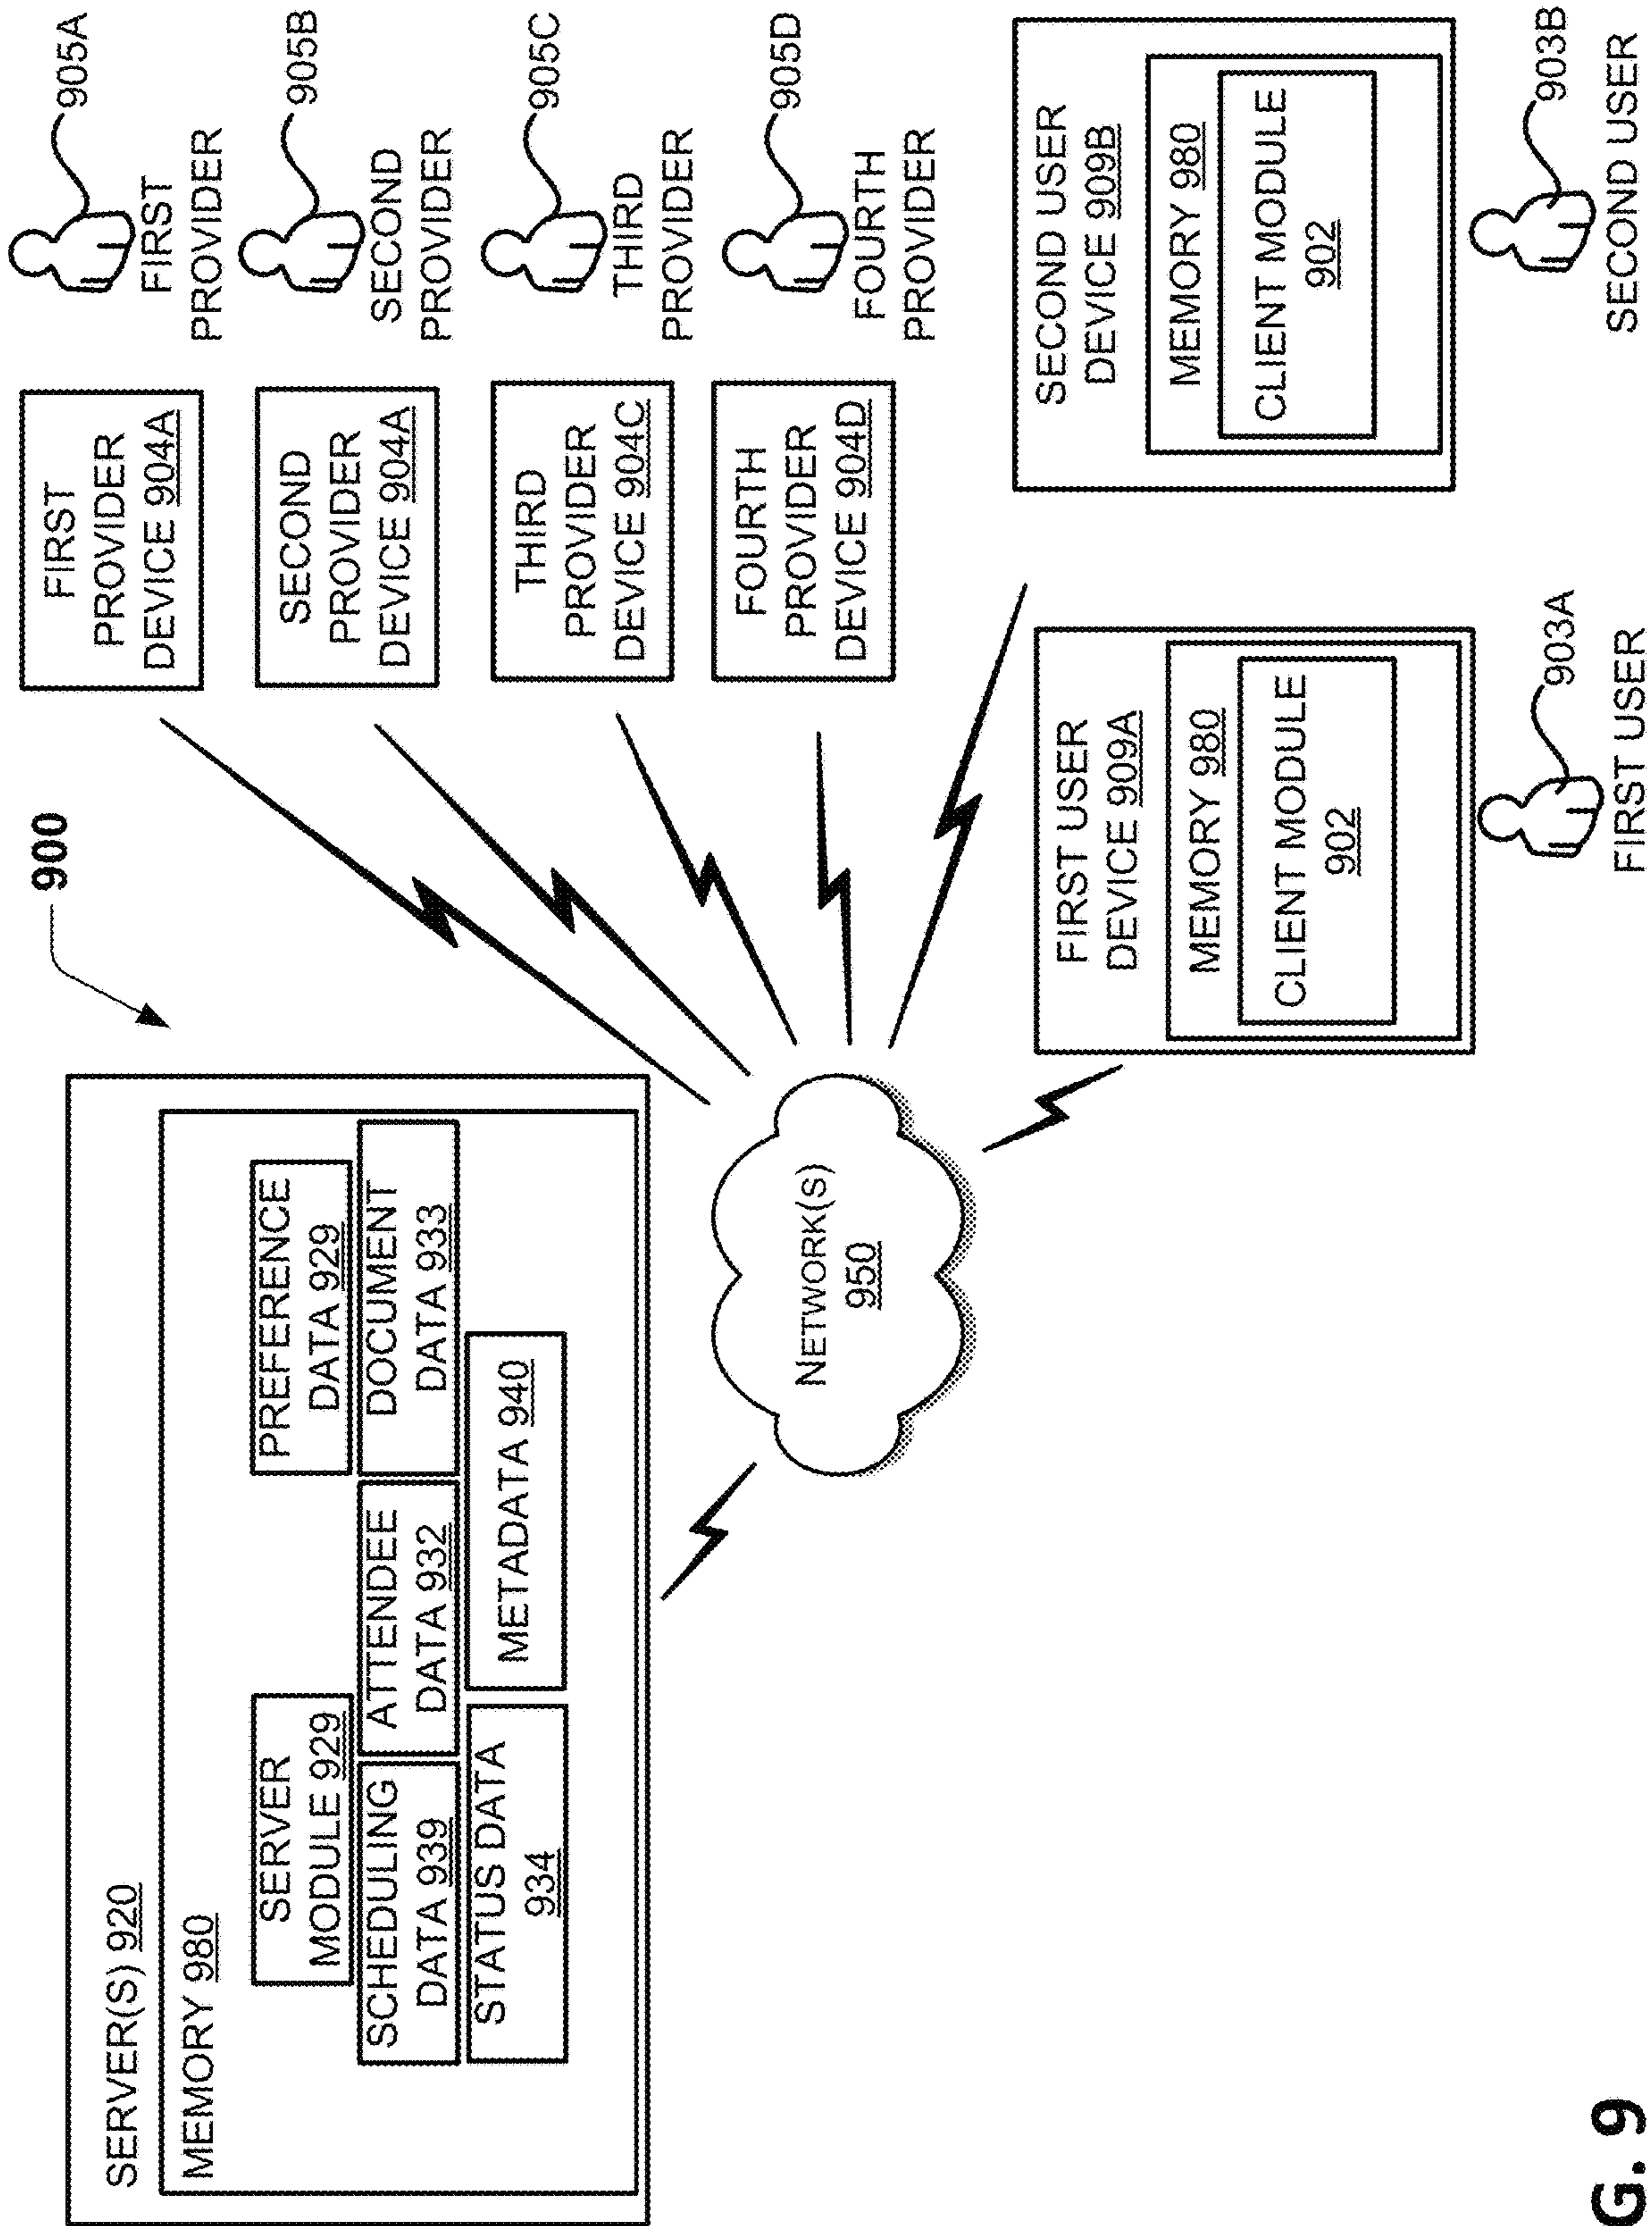 900
SERVER(S) 920
MEMORY 980
SERVER
MODULE 929
PREFERENCE
DATA 929
SCHEDULING
DATA 939
ATTENDEE
DATA 932
DOCUMENT
DATA 933
STATUS DATA
934
METADATA 940
NETWORK(S)
950
FIRST
PROVIDER
DEVICE 904A
905A
FIRST
PROVIDER
SECOND
PROVIDER
DEVICE 904A
905B
SECOND
PROVIDER
THIRD
PROVIDER
DEVICE 904C
905C
THIRD
PROVIDER
FOURTH
PROVIDER
DEVICE 904D
905D
FOURTH
PROVIDER
FIRST USER
DEVICE 909A
MEMORY 980
CLIENT MODULE
902
903A
FIRST USER
SECOND USER
DEVICE 909B
MEMORY 980
CLIENT MODULE
902
903B
SECOND USER
G. 9